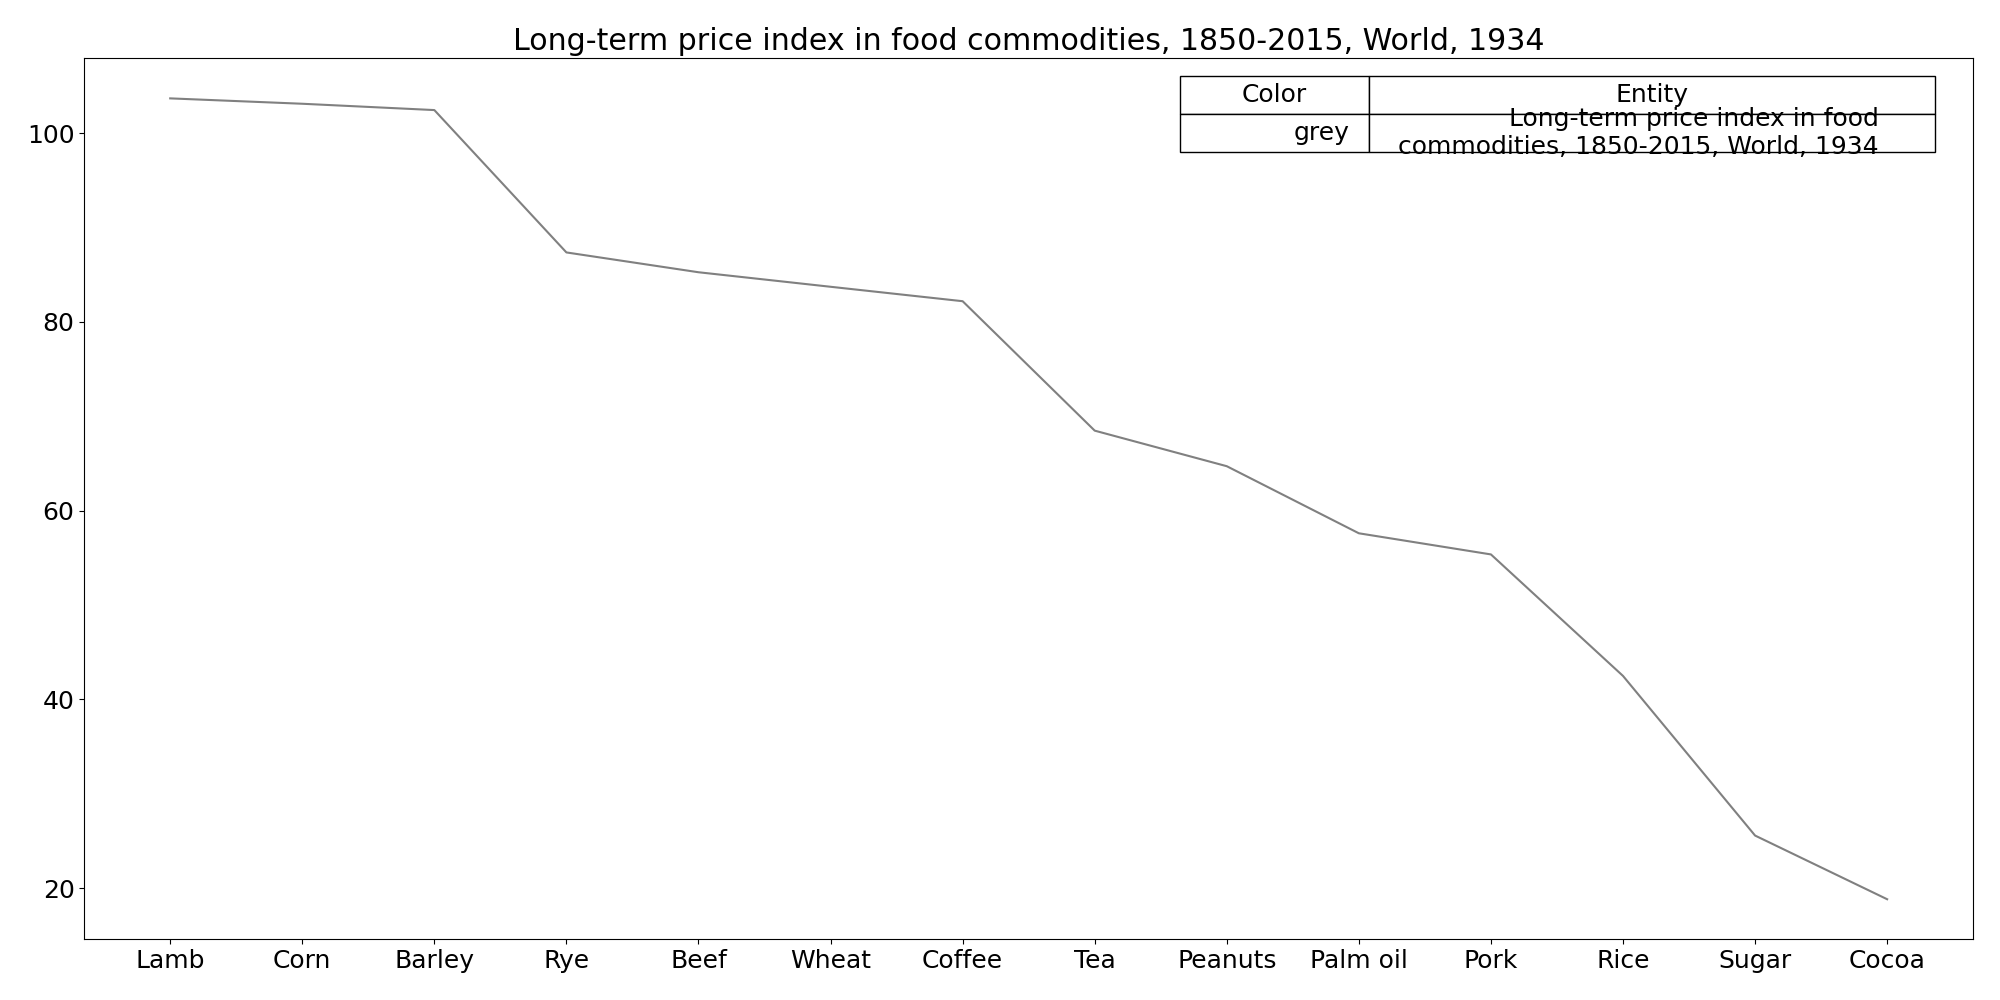 Long-term price index in food commodities, 1850-2015, World, 1934
Color Entity
grey Long-term price index in food
commodities, 1850-2015, World, 1934
100
80
60
40
20
Lamb Corn Barley Rye Beef Wheat Coffee Tea Peanuts Palm oil Pork Rice Sugar Cocoa